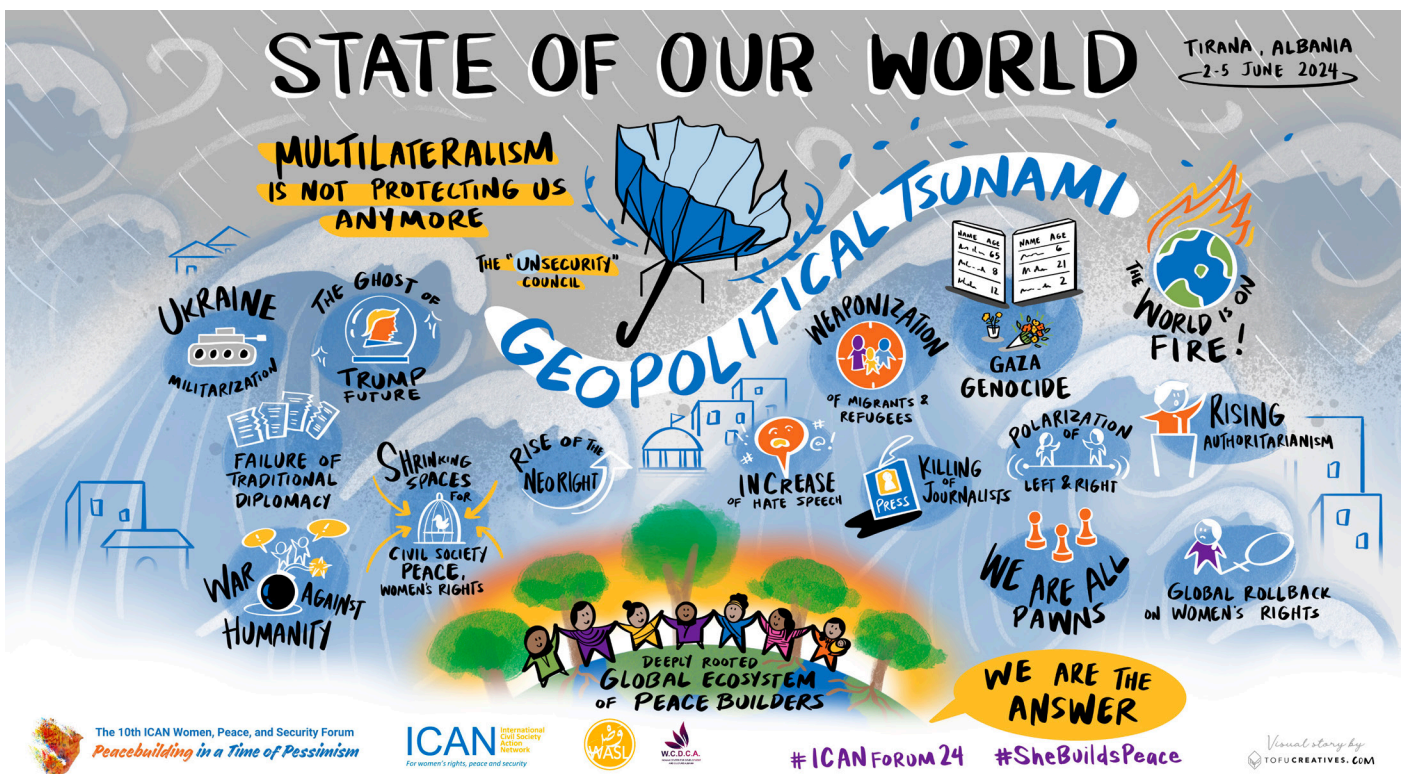 STATE OF OUR WORLD
TIRANA, ALBANIA
2-5 JUNE 2024
MULTILATERALISM
IS NOT PROTECTING US
ANYMORE
THE "UNSECURITY"
COUNCIL
GEOPOLITICAL TSUNAMI
UKRAINE
MILITARIZATION
THE GHOST OF
TRUMP
FUTURE
WEAPONIZATION
OF MIGRANTS &
REFUGEES
NAME AGE
65
8
12
NAME AGE
6
21
2
GAZA
GENOCIDE
THE WORLD IS ON
FIRE!
FAILURE OF
TRADITIONAL
DIPLOMACY
SHRINKING
SPACES
FOR
CIVIL SOCIETY
PEACE,
WOMEN'S RIGHTS
RISE OF THE
NEO RIGHT
INCREASE
OF HATE SPEECH
PRESS
KILLING
OF
JOURNALISTS
POLARIZATION
OF
LEFT & RIGHT
RISING
AUTHORITARIANISM
WAR AGAINST
HUMANITY
WE ARE ALL
PAWNS
GLOBAL ROLLBACK
ON WOMEN'S RIGHTS
DEEPLY ROOTED
GLOBAL ECOSYSTEM
OF PEACE BUILDERS
WE ARE THE
ANSWER
The 10th ICAN Women, Peace, and Security Forum
Peacebuilding in a Time of Pessimism
ICAN
International
Civil Society
Action
Network
For women's rights, peace and security
WASL
W.C.D.C.A.
#ICANFORUM24
#SheBuildsPeace
Visual story by
TOFUCREATIVES.COM